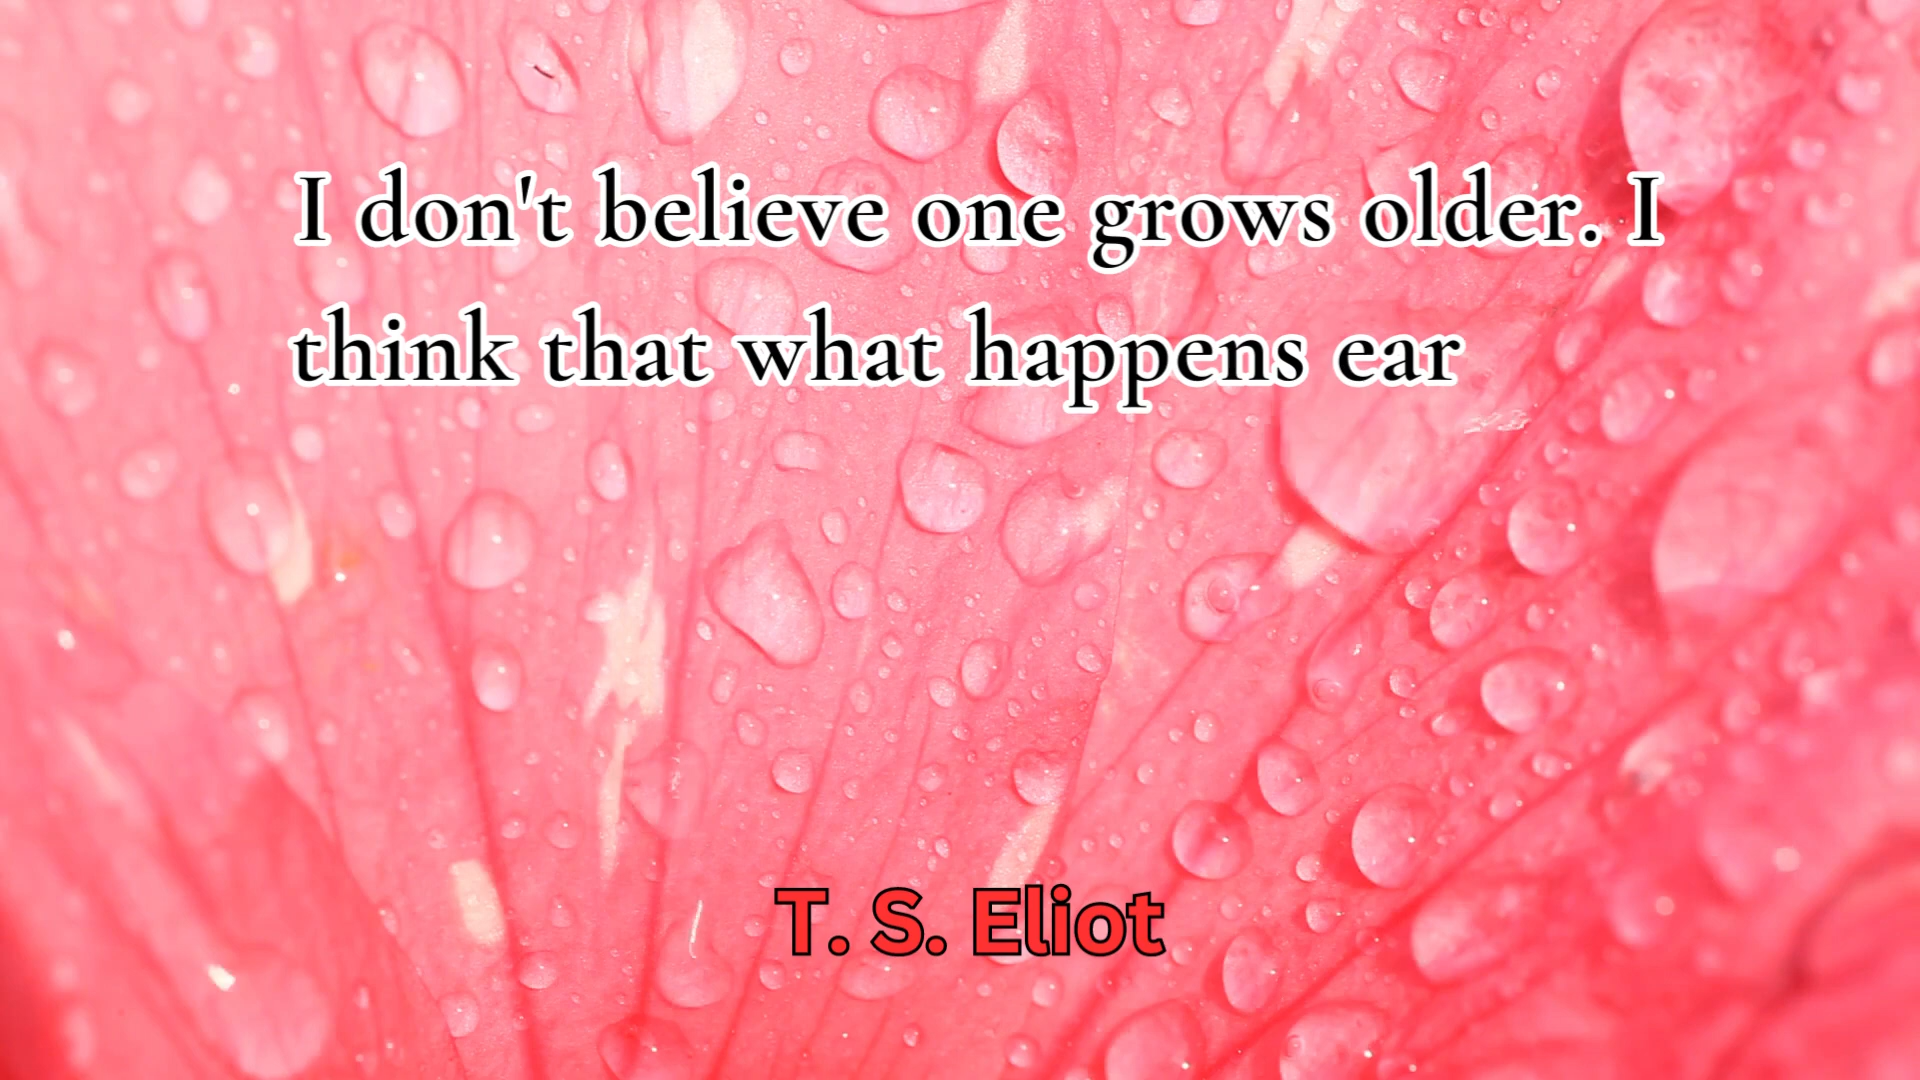 I don't believe one grows older. I
think that what happens ear
T. S. Eliot